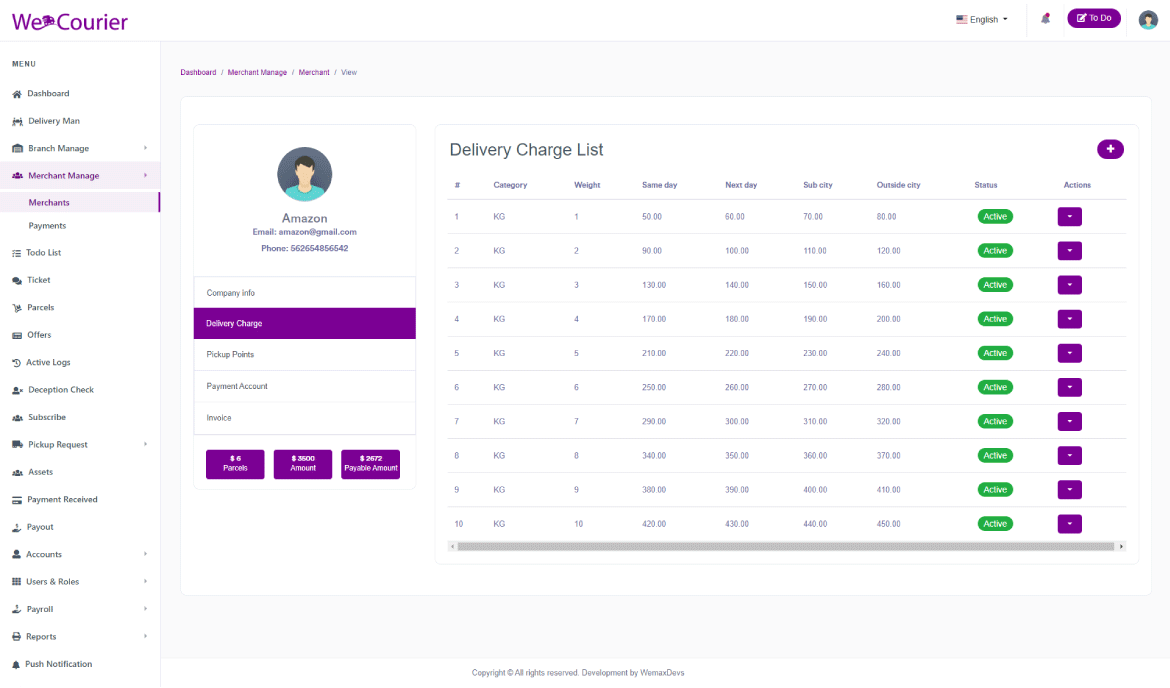 We Courier
English
To Do
MENU
Dashboard
Delivery Man
Branch Manage
Merchant Manage
Merchants
Payments
Todo List
Ticket
Parcels
Offers
Active Logs
Deception Check
Subscribe
Pickup Request
Assets
Payment Received
Payout
Accounts
Users & Roles
Payroll
Reports
Push Notification
Dashboard / Merchant Manage / Merchant / View
Amazon
Email: amazon@gmail.com
Phone: 562654856542
Company info
Delivery Charge
Pickup Points
Payment Account
Invoice
$ 6
Parcels
$ 3500
Amount
$ 2672
Payable Amount
Delivery Charge List
# Category Weight Same day Next day Sub city Outside city Status Actions
1 KG 1 50.00 60.00 70.00 80.00 Active
2 KG 2 90.00 100.00 110.00 120.00 Active
3 KG 3 130.00 140.00 150.00 160.00 Active
4 KG 4 170.00 180.00 190.00 200.00 Active
5 KG 5 210.00 220.00 230.00 240.00 Active
6 KG 6 250.00 260.00 270.00 280.00 Active
7 KG 7 290.00 300.00 310.00 320.00 Active
8 KG 8 340.00 350.00 360.00 370.00 Active
9 KG 9 380.00 390.00 400.00 410.00 Active
10 KG 10 420.00 430.00 440.00 450.00 Active
Copyright © All rights reserved. Development by WemaxDevs